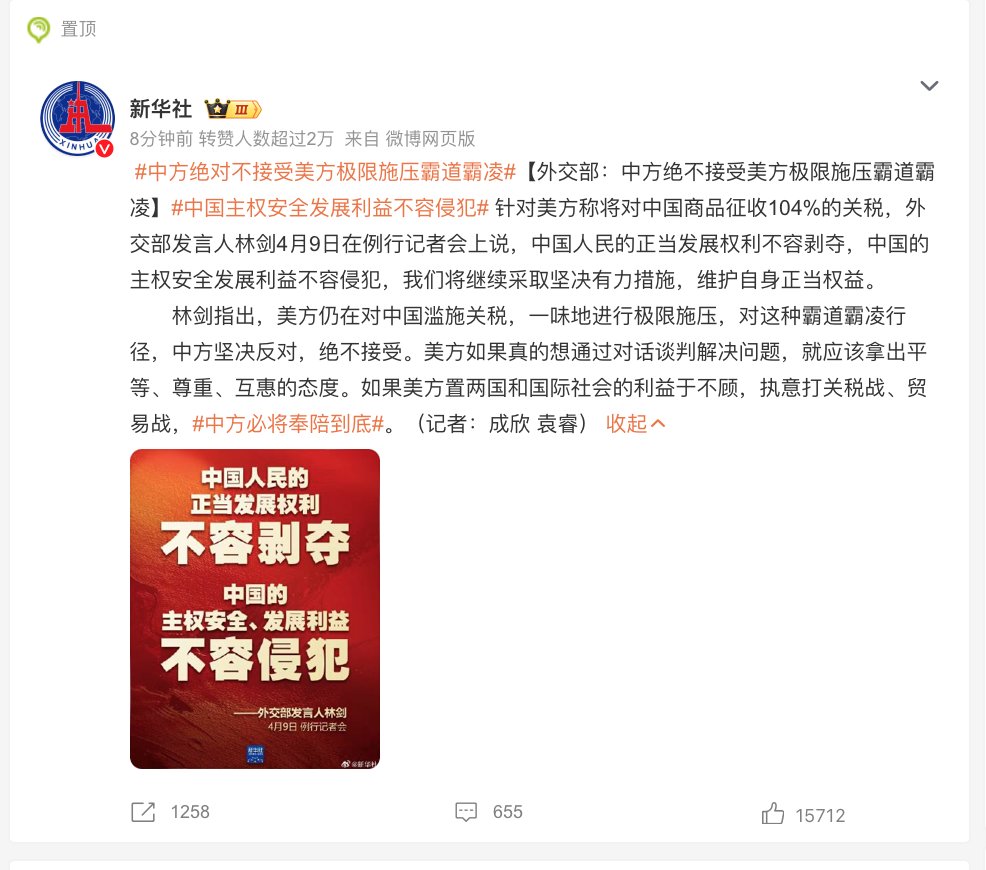 置顶
新华社
III
XINHUA
8分钟前 转赞人数超过2万 来自 微博网页版
#中方绝对不接受美方极限施压霸道霸凌#【外交部：中方绝不接受美方极限施压霸道霸
凌】#中国主权安全发展利益不容侵犯# 针对美方称将对中国商品征收104%的关税，外
交部发言人林剑4月9日在例行记者会上说，中国人民的正当发展权利不容剥夺，中国的
主权安全发展利益不容侵犯，我们将继续采取坚决有力措施，维护自身正当权益。
林剑指出，美方仍在对中国滥施关税，一味地进行极限施压，对这种霸道霸凌行
径，中方坚决反对，绝不接受。美方如果真的想通过对话谈判解决问题，就应该拿出平
等、尊重、互惠的态度。如果美方置两国和国际社会的利益于不顾，执意打关税战、贸
易战，#中方必将奉陪到底#。（记者：成欣 袁睿） 收起
中国人民的
正当发展权利
不容剥夺
中国的
主权安全、发展利益
不容侵犯
——外交部发言人林剑
4月9日 例行记者会
新华社
@新华社
1258
655
15712